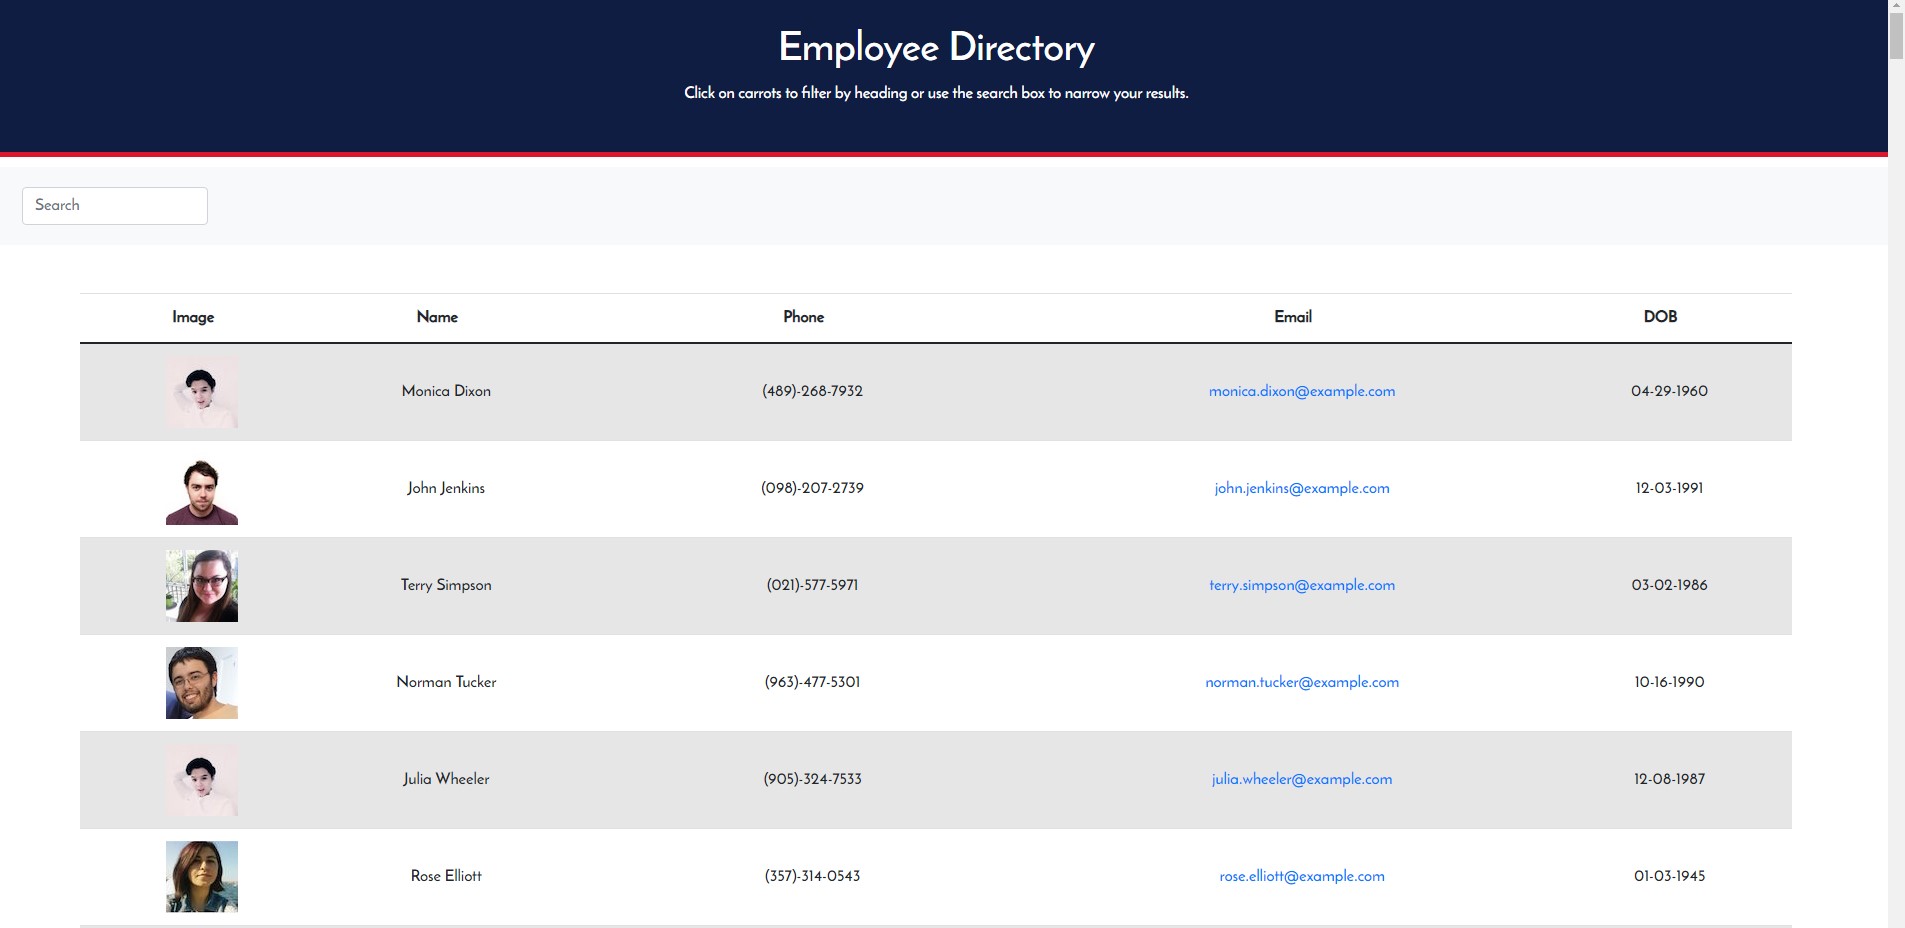 Employee Directory
Click on carrots to filter by heading or use the search box to narrow your results.
Search
Image Name Phone Email DOB
Monica Dixon (489)-268-7932 monica.dixon@example.com 04-29-1960
John Jenkins (098)-207-2739 john.jenkins@example.com 12-03-1991
Terry Simpson (021)-577-5971 terry.simpson@example.com 03-02-1986
Norman Tucker (963)-477-5301 norman.tucker@example.com 10-16-1990
Julia Wheeler (905)-324-7533 julia.wheeler@example.com 12-08-1987
Rose Elliott (357)-314-0543 rose.elliott@example.com 01-03-1945